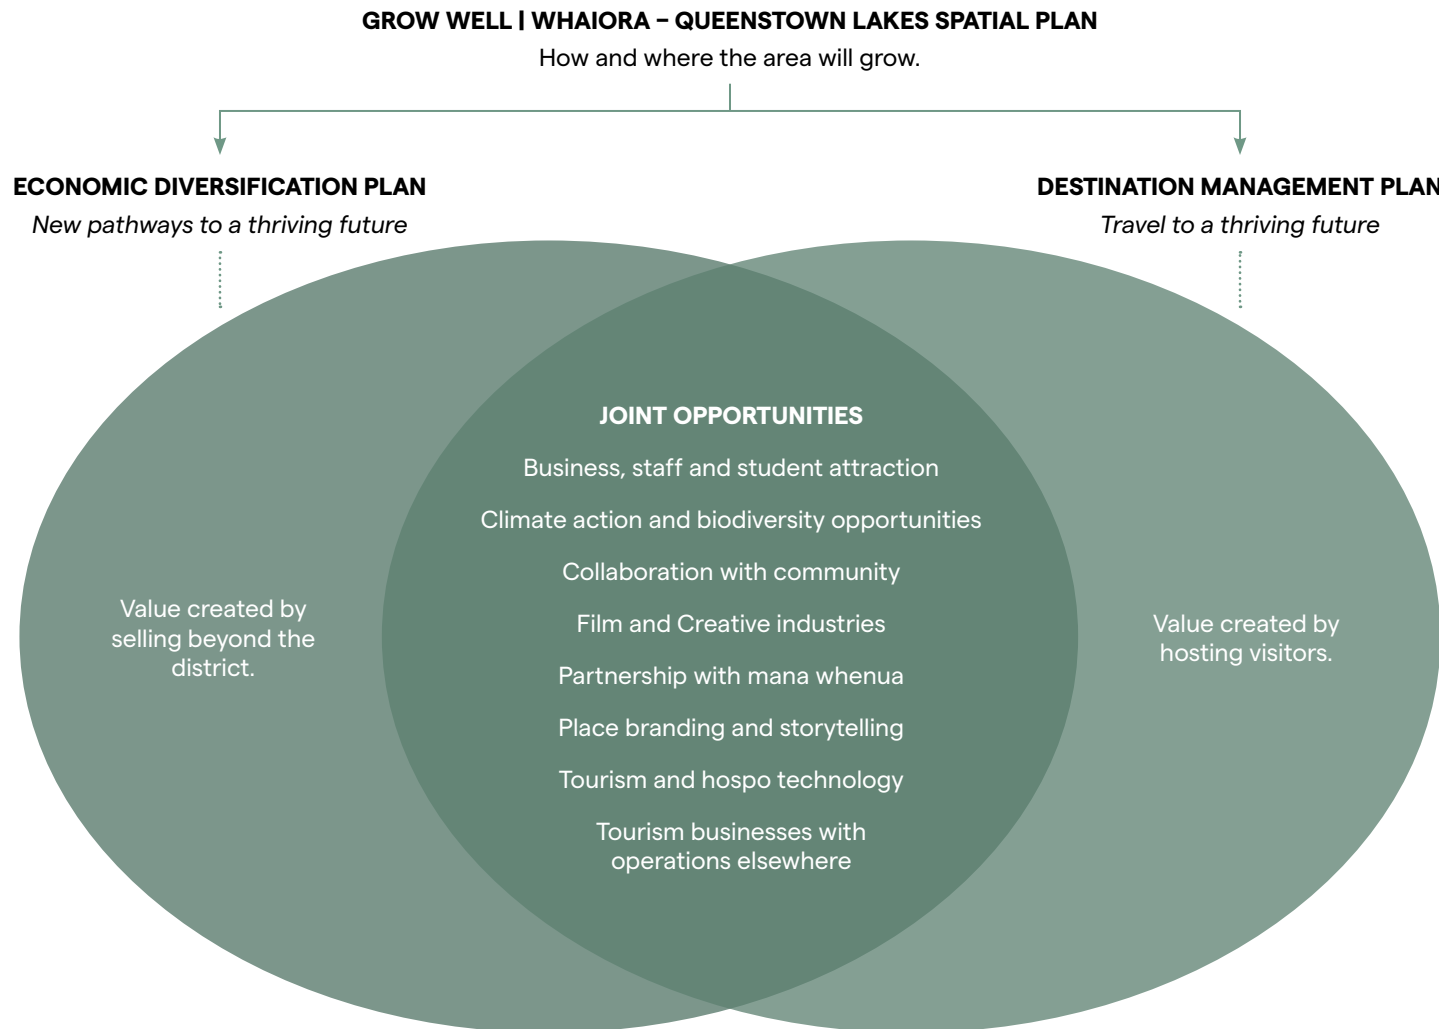 GROW WELL | WHAIORA – QUEENSTOWN LAKES SPATIAL PLAN
How and where the area will grow.
ECONOMIC DIVERSIFICATION PLAN
New pathways to a thriving future
DESTINATION MANAGEMENT PLAN
Travel to a thriving future
JOINT OPPORTUNITIES
Business, staff and student attraction
Climate action and biodiversity opportunities
Collaboration with community
Film and Creative industries
Partnership with mana whenua
Place branding and storytelling
Tourism and hospo technology
Tourism businesses with
operations elsewhere
Value created by
selling beyond the
district.
Value created by
hosting visitors.